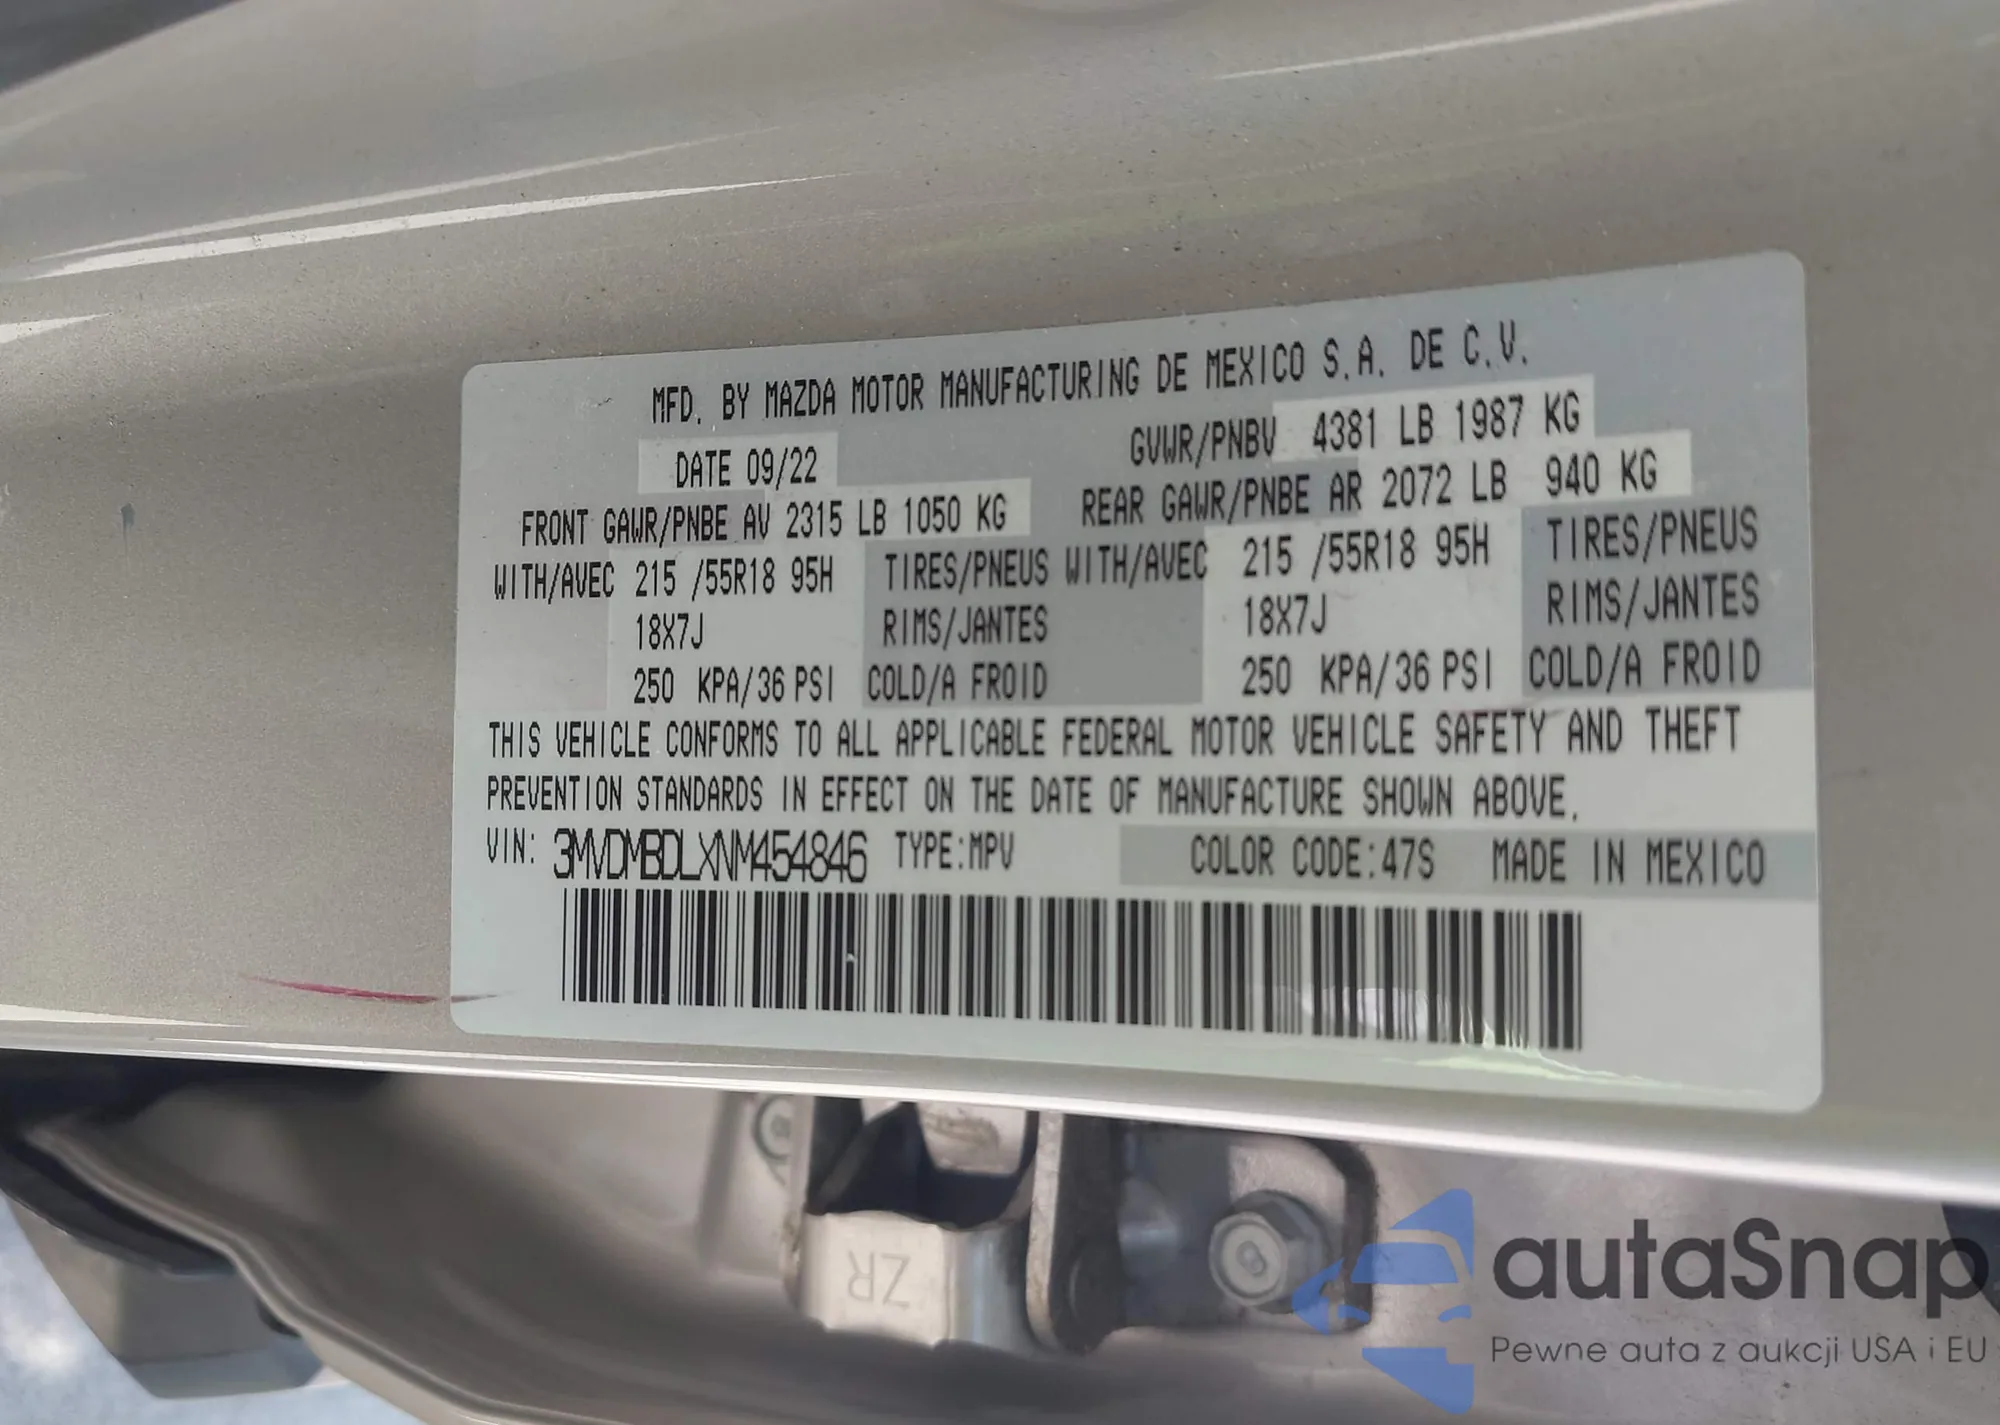 MFD. BY MAZDA MOTOR MANUFACTURING DE MEXICO S.A. DE C.V.
DATE 09/22 GVWR/PNBV 4381 LB 1987 KG
FRONT GAWR/PNBE AV 2315 LB 1050 KG REAR GAWR/PNBE AR 2072 LB 940 KG
WITH/AVEC 215 /55R18 95H TIRES/PNEUS WITH/AVEC 215 /55R18 95H TIRES/PNEUS
18X7J RIMS/JANTES 18X7J RIMS/JANTES
250 KPA/36 PSI COLD/A FROID 250 KPA/36 PSI COLD/A FROID
THIS VEHICLE CONFORMS TO ALL APPLICABLE FEDERAL MOTOR VEHICLE SAFETY AND THEFT
PREVENTION STANDARDS IN EFFECT ON THE DATE OF MANUFACTURE SHOWN ABOVE.
VIN: 3MVDMBDLXNM454846 TYPE:MPV COLOR CODE:47S MADE IN MEXICO
ZR
8
autaSnap
Pewne auta z aukcji USA i EU